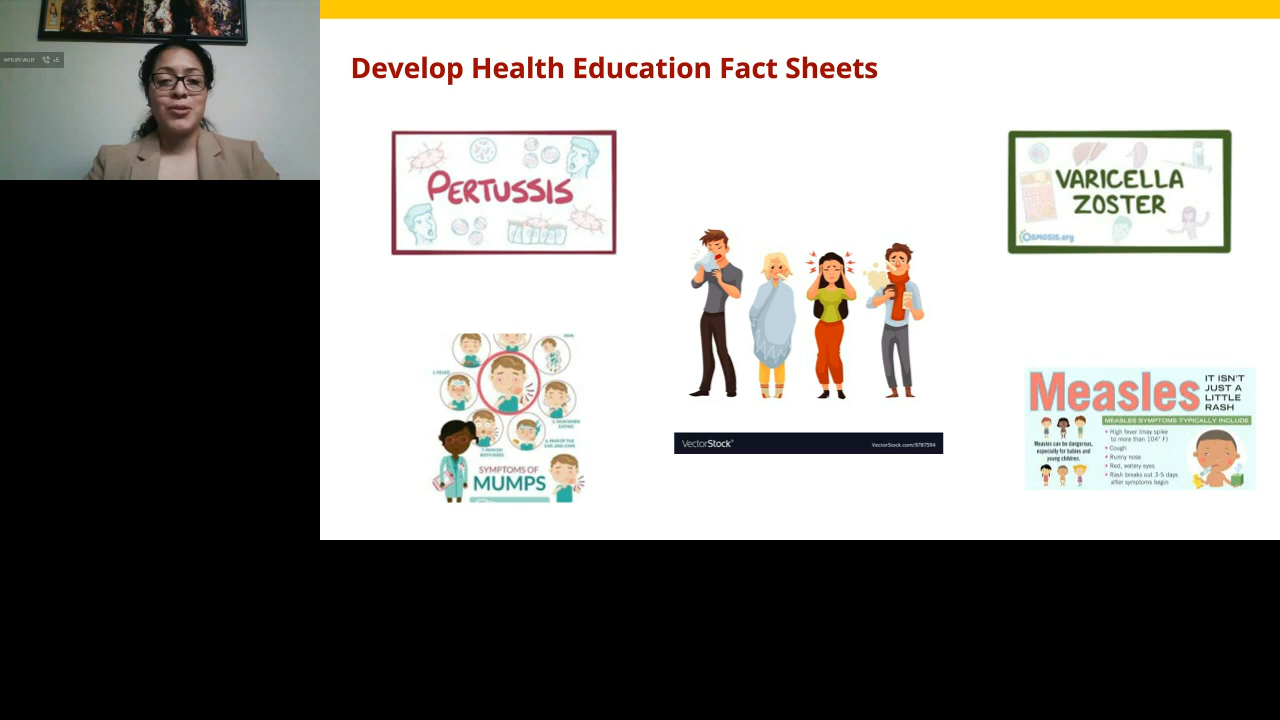 ANTELOPE VALLEY
+5
Develop Health Education Fact Sheets
PERTUSSIS
VARICELLA
ZOSTER
OSMOSIS.org
SYMPTOMS OF
MUMPS
VectorStock®
VectorStock.com/9787594
Measles
IT ISN'T
JUST A
LITTLE
RASH
MEASLES SYMPTOMS TYPICALLY INCLUDE
Measles can be dangerous,
especially for babies and
young children.
• High fever (may spike
to more than 104° F)
• Cough
• Runny nose
• Red, watery eyes
• Rash breaks out 3-5 days
after symptoms begin